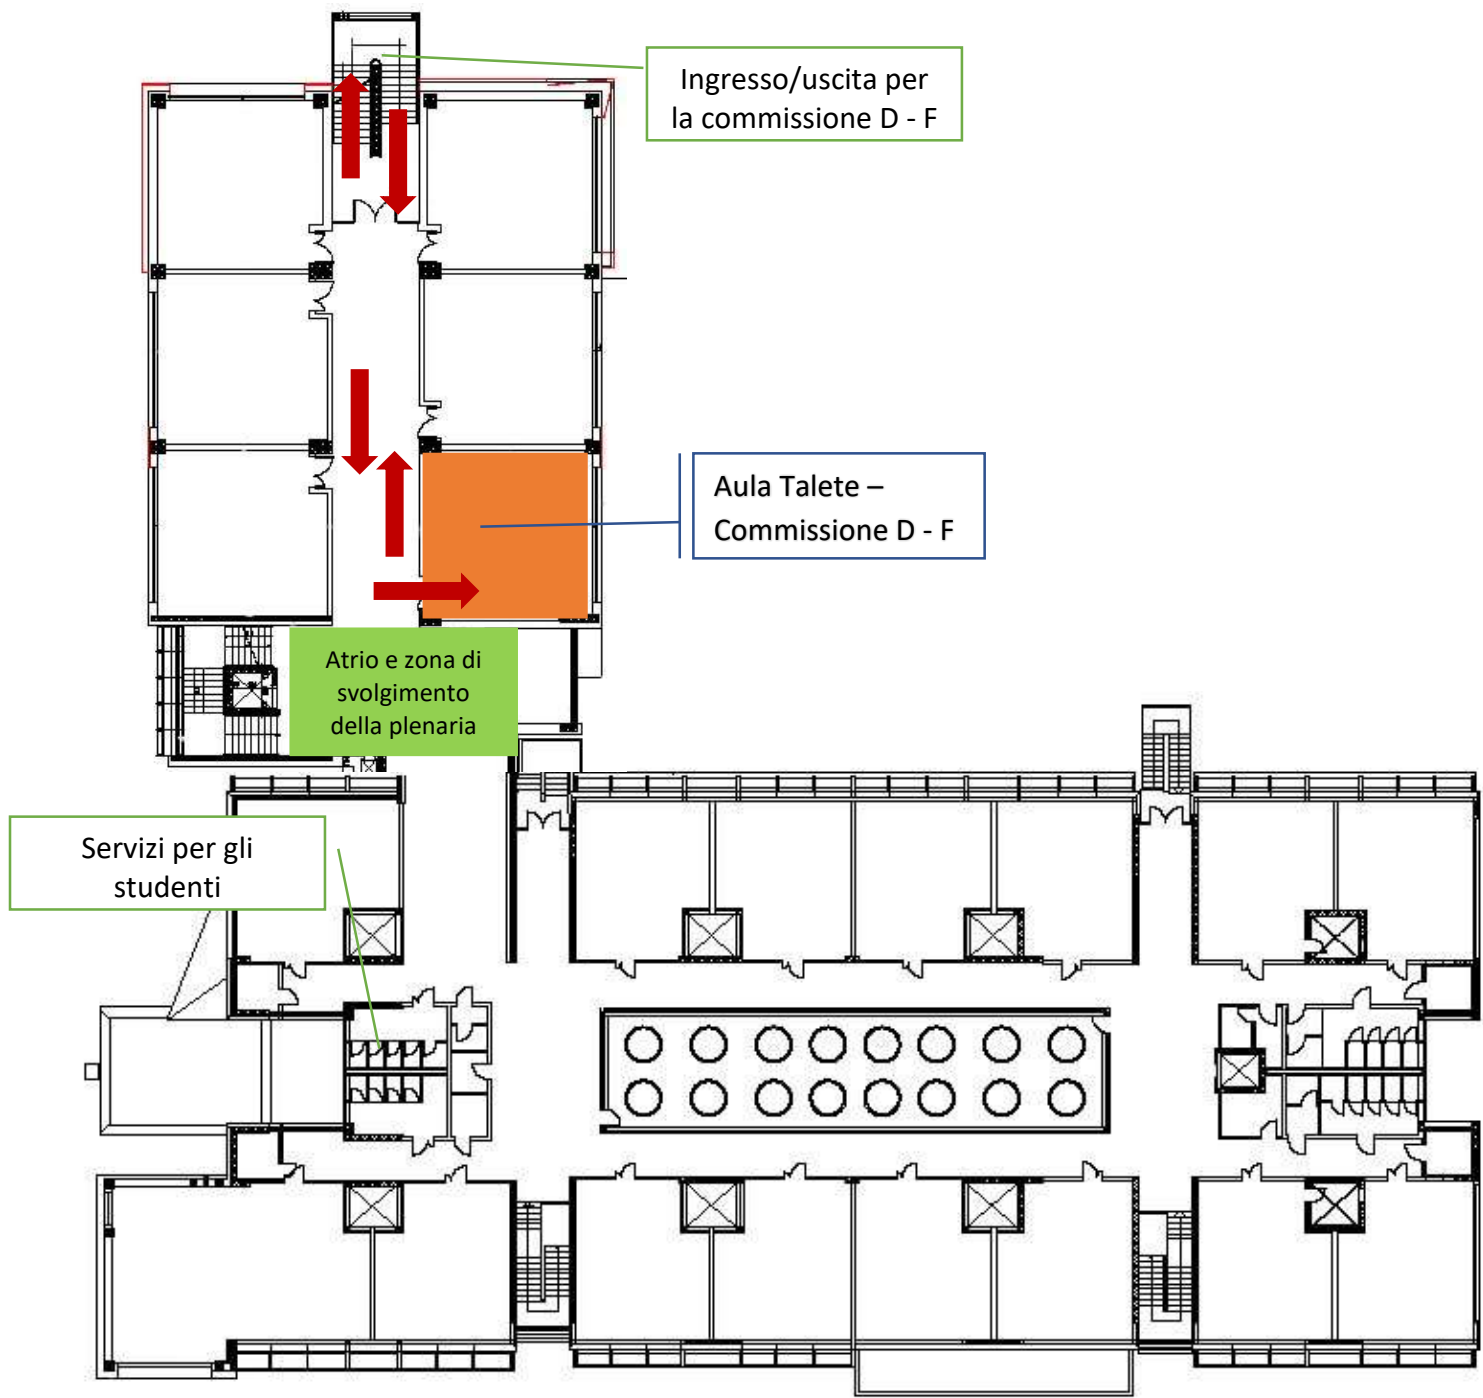 Ingresso/uscita per
la commissione D - F
Aula Talete –
Commissione D - F
Atrio e zona di
svolgimento
della plenaria
Servizi per gli
studenti